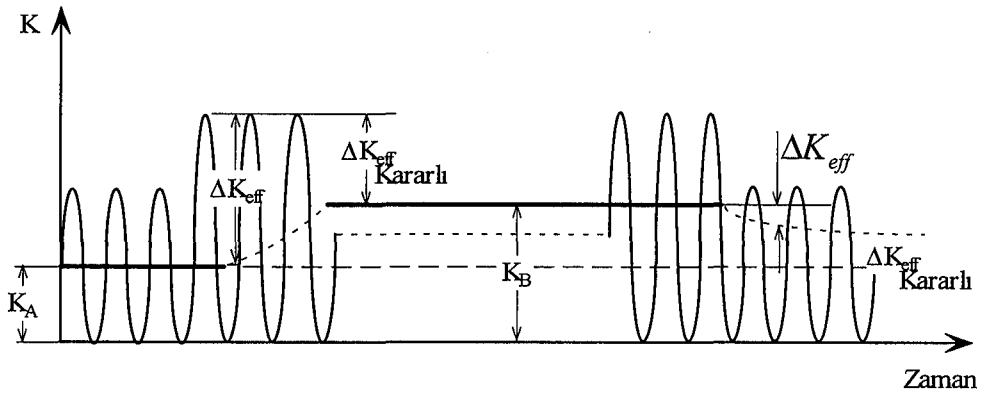 K
ΔK_eff
Kararlı
ΔK_eff
ΔK_eff
K_A
K_B
ΔK_eff
Kararlı
Zaman